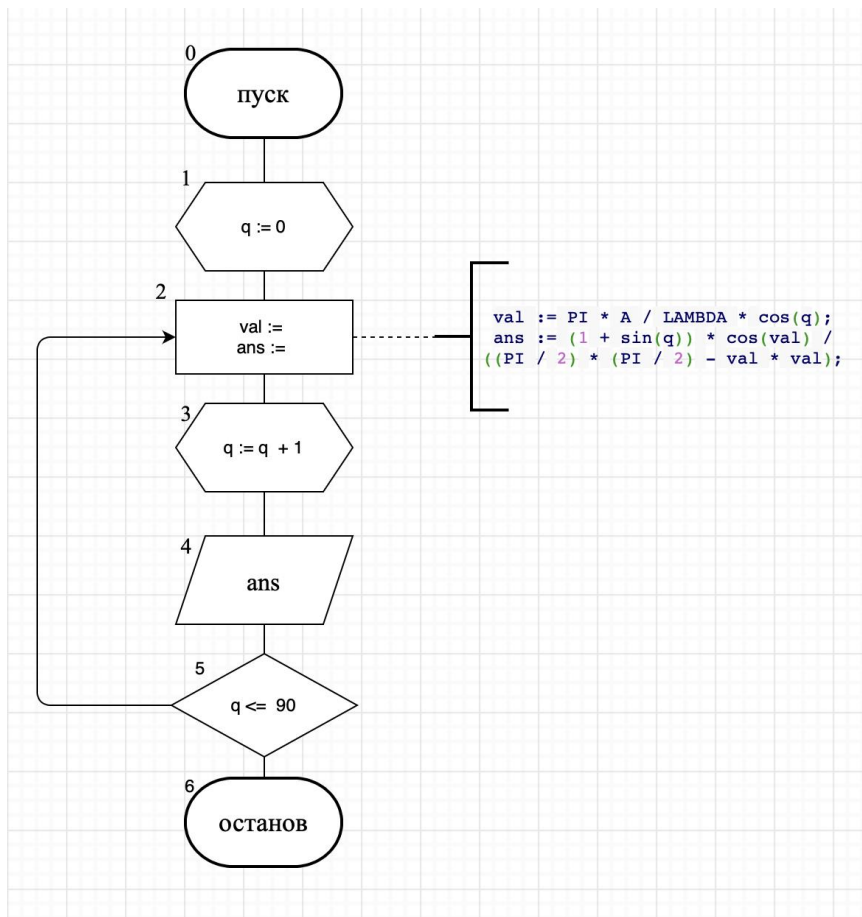 0
пуск
1
q := 0
2
val :=
ans :=
val := PI * A / LAMBDA * cos(q);
ans := (1 + sin(q)) * cos(val) /
((PI / 2) * (PI / 2) - val * val);
3
q := q + 1
4
ans
5
q <= 90
6
останов